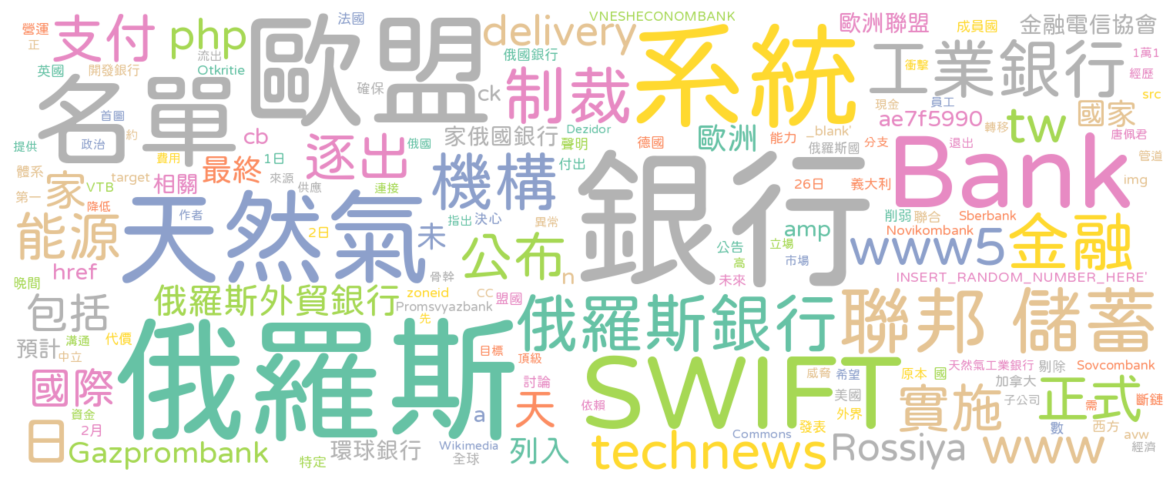 法國
VNESHECONOMBANK
歐洲聯盟
成員國
金融電信協會
營運
支付
php
歐盟
delivery
系統
正
流出
俄國銀行
工業銀行
1萬1
英國
開發銀行
Otkritie
確保
ck
制裁
衝擊
經歷
名單
src
首圖
約
家俄國銀行
Dezidor
現金
員工
國家
提供
政治
cb
逐出
聲明
歐洲
德國
能力
_blank'
ae7f5990
轉移
tw
唐佩君
俄羅斯國
分支
退出
管道
體系
費用
最終
1日
機構
付出
Bank
第一
家
VTB
target
相關
來源
供應
連接
銀行
26日
義大利
img
降低
天然氣
作者
2日
指出
決心
異常
削弱
聯合
Sberbank
能源
未
公布
amp
Novikombank
立場
www5
金融
公告
高
市場
href
骨幹
n
未來
INSERT_RANDOM_NUMBER_HERE'
晚間
包括
俄羅斯外貿銀行
zoneid
CC
盟國
Promsvyazbank
俄羅斯銀行
聯邦
儲蓄
先
預計
溝通
代價
中立
俄羅斯
目標
頂級
SWIFT
威脅
希望
原本
國
天然氣工業銀行
剔除
Sovcombank
國際
討論
依賴
美國
實施
加拿大
子公司
正式
需
斷鏈
資金
2月
a
天
外界
發表
數
西方
avw
日
Gazprombank
環球銀行
Wikimedia
全球
列入
technews
Commons
Rossiya
www
經濟
特定